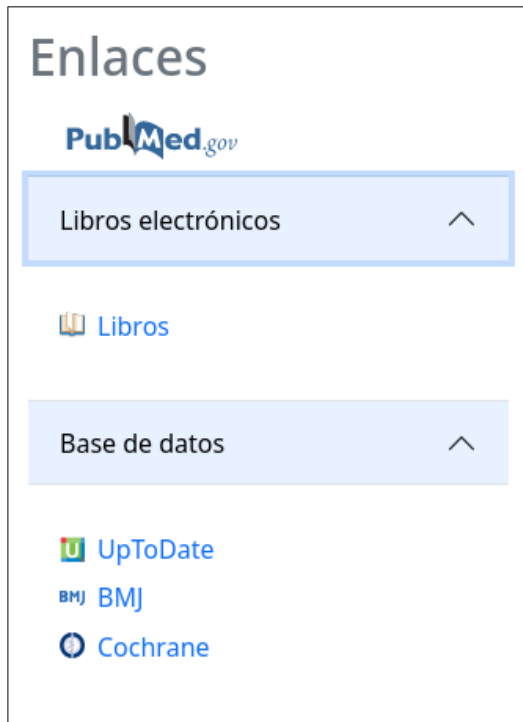 Enlaces
PubMed.gov
Libros electrónicos
Libros
Base de datos
UpToDate
BMJ BMJ
Cochrane